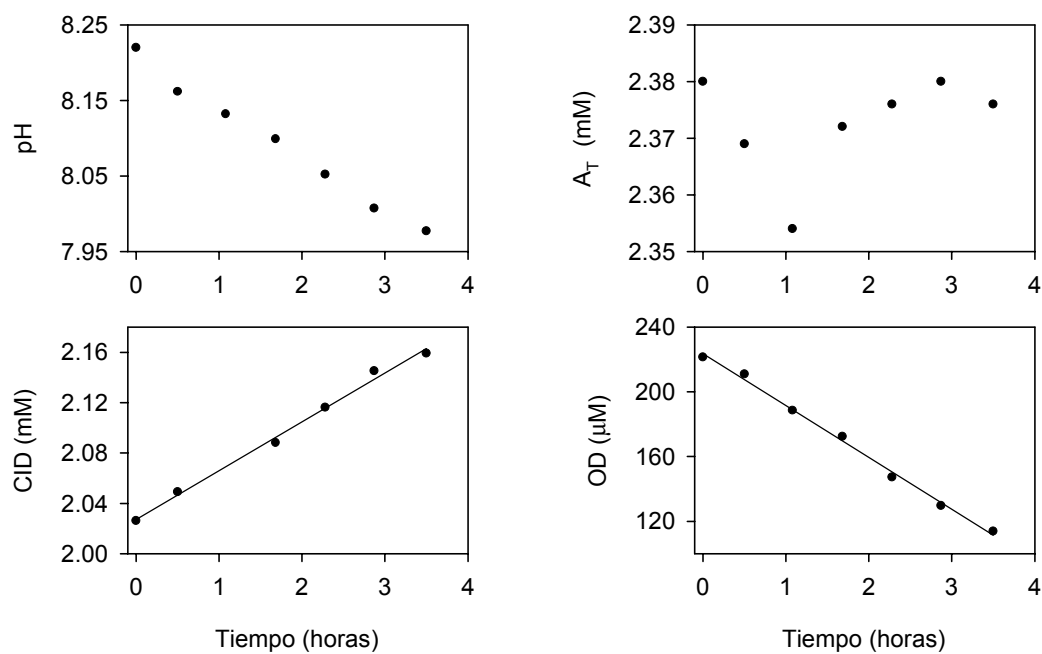 8.25
8.15
8.05
7.95
pH
0 1 2 3 4
2.39
2.38
2.37
2.36
2.35
A_T (mM)
0 1 2 3 4
2.16
2.12
2.08
2.04
2.00
CID (mM)
0 1 2 3 4
Tiempo (horas)
240
200
160
120
OD (μM)
0 1 2 3 4
Tiempo (horas)